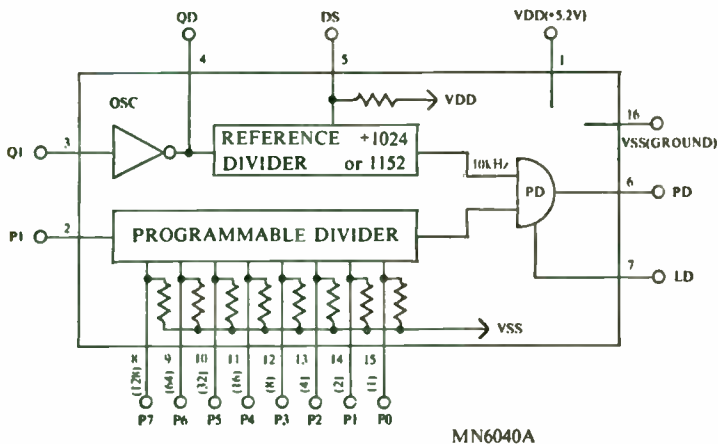 QD
DS
VDD(+5.2V)
4
5
1
OSC
VDD
16
VSS(GROUND)
QI
3
REFERENCE +1024
DIVIDER or 1152
10kHz
PD
6
PD
PI
2
PROGRAMMABLE DIVIDER
7
LD
VSS
8 9 10 11 12 13 14 15
(128) (64) (32) (16) (8) (4) (2) (1)
P7 P6 P5 P4 P3 P2 P1 P0
MN6040A